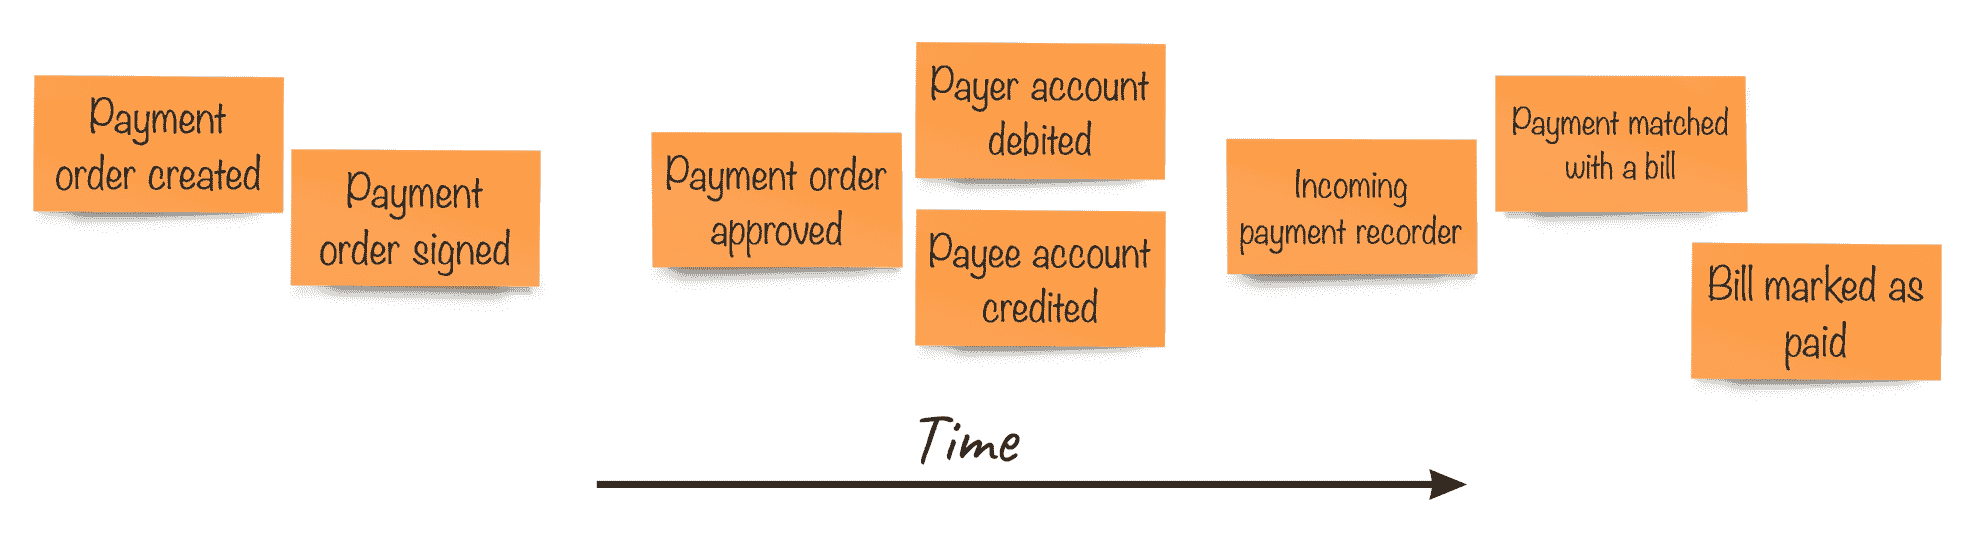 Payment
order created
Payment
order signed
Payment order
approved
Payer account
debited
Payee account
credited
Incoming
payment recorder
Payment matched
with a bill
Bill marked as
paid
Time